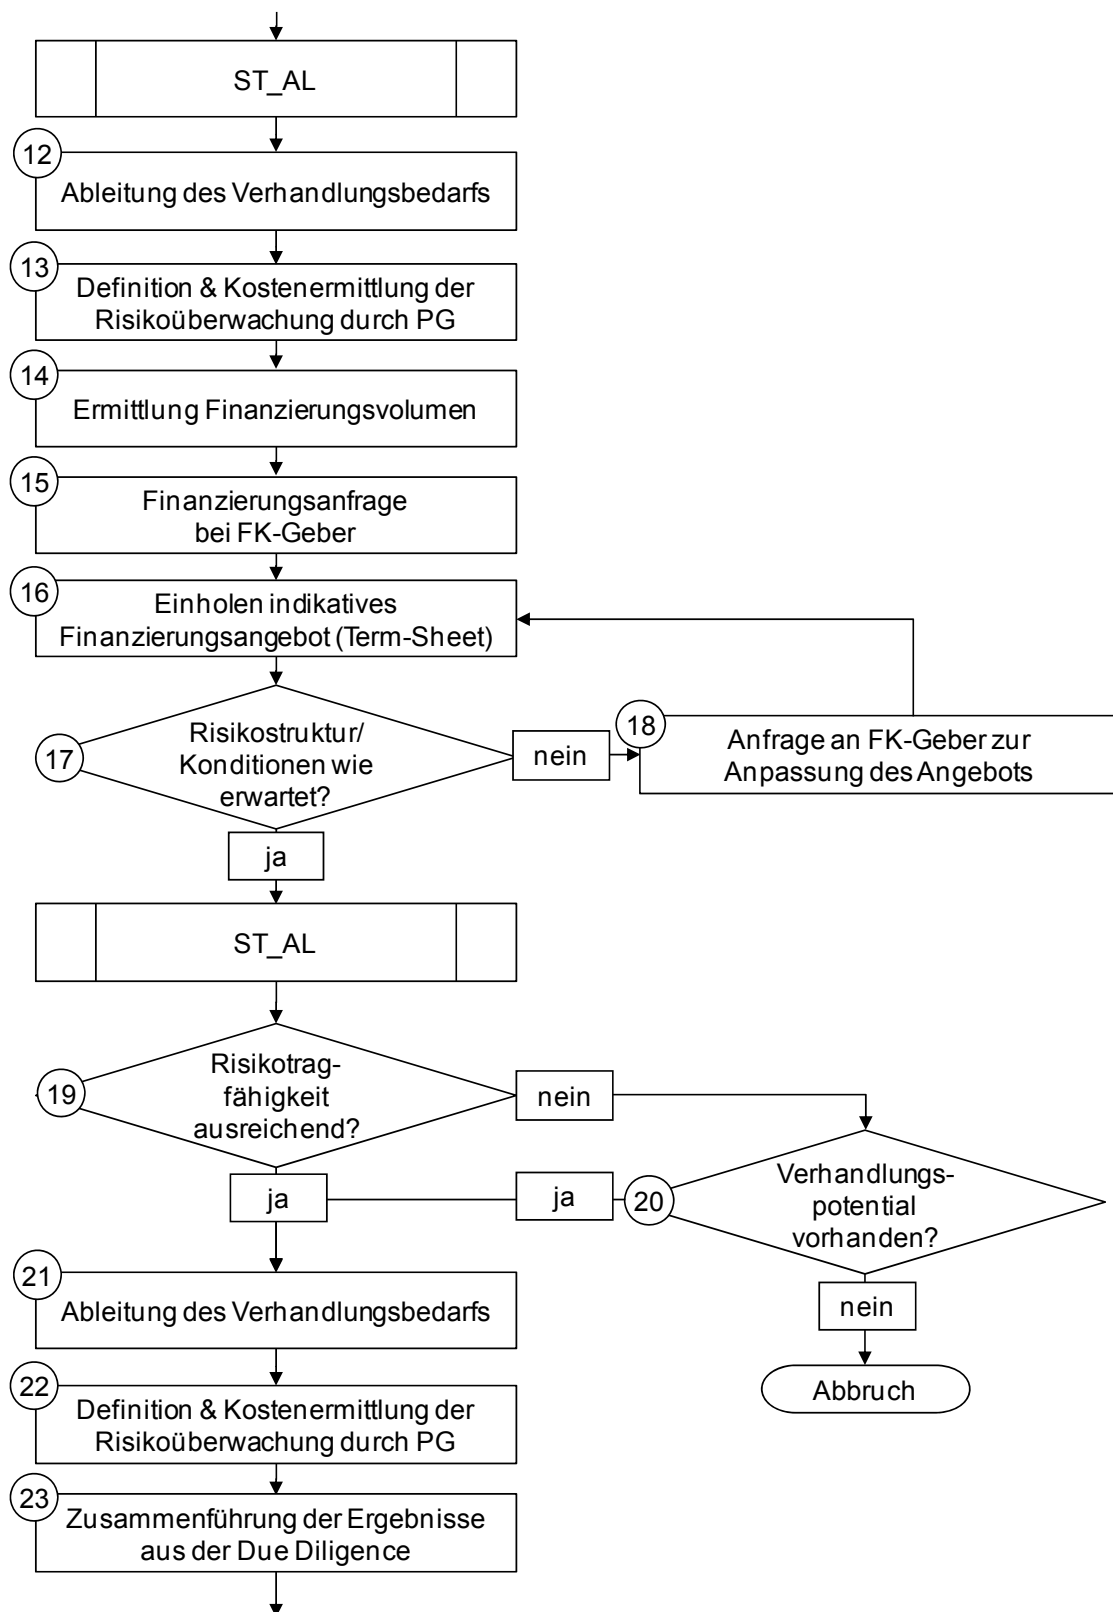 ST_AL
12
Ableitung des Verhandlungsbedarfs
13
Definition & Kostenermittlung der
Risikoüberwachung durch PG
14
Ermittlung Finanzierungsvolumen
15
Finanzierungsanfrage
bei FK-Geber
16
Einholen indikatives
Finanzierungsangebot (Term-Sheet)
17
Risikostruktur/
Konditionen wie
erwartet?
nein
18
Anfrage an FK-Geber zur
Anpassung des Angebots
ja
ST_AL
19
Risikotrag-
fähigkeit
ausreichend?
nein
ja
ja
20
Verhandlungs-
potential
vorhanden?
nein
Abbruch
21
Ableitung des Verhandlungsbedarfs
22
Definition & Kostenermittlung der
Risikoüberwachung durch PG
23
Zusammenführung der Ergebnisse
aus der Due Diligence